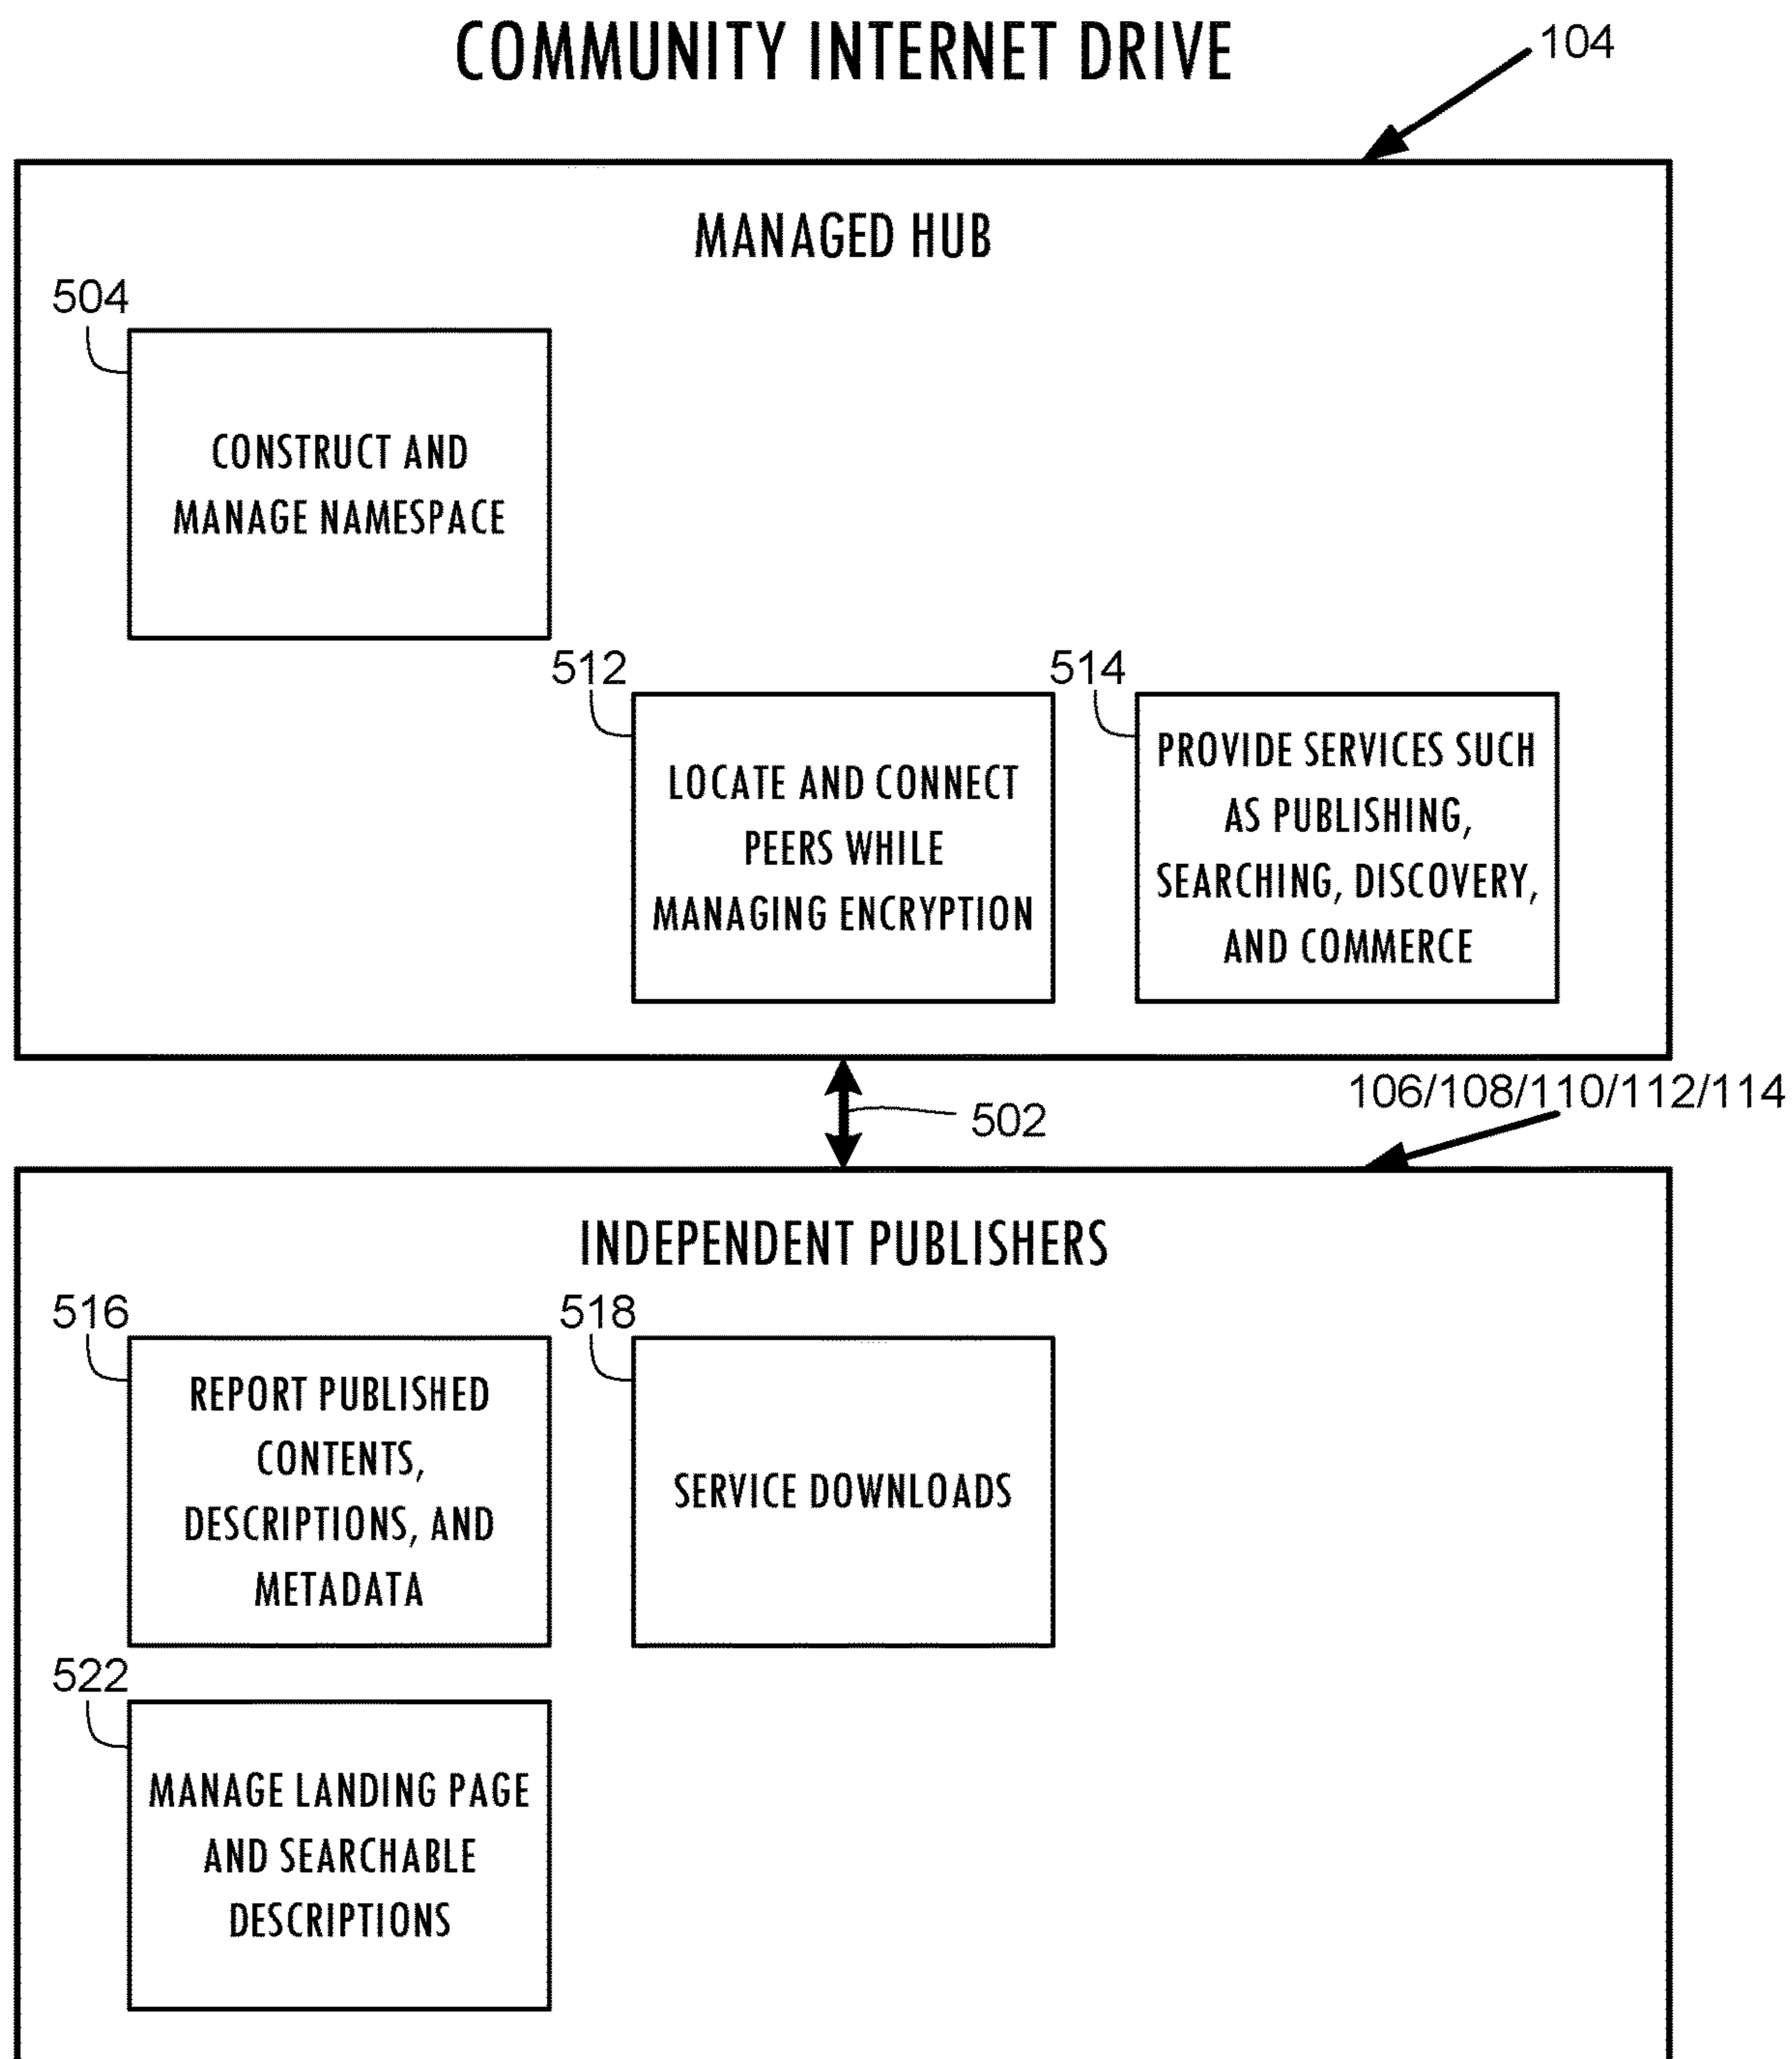 COMMUNITY INTERNET DRIVE
104
MANAGED HUB
504
CONSTRUCT AND
MANAGE NAMESPACE
512
LOCATE AND CONNECT
PEERS WHILE
MANAGING ENCRYPTION
514
PROVIDE SERVICES SUCH
AS PUBLISHING,
SEARCHING, DISCOVERY,
AND COMMERCE
502
106/108/110/112/114
INDEPENDENT PUBLISHERS
516
REPORT PUBLISHED
CONTENTS,
DESCRIPTIONS, AND
METADATA
518
SERVICE DOWNLOADS
522
MANAGE LANDING PAGE
AND SEARCHABLE
DESCRIPTIONS